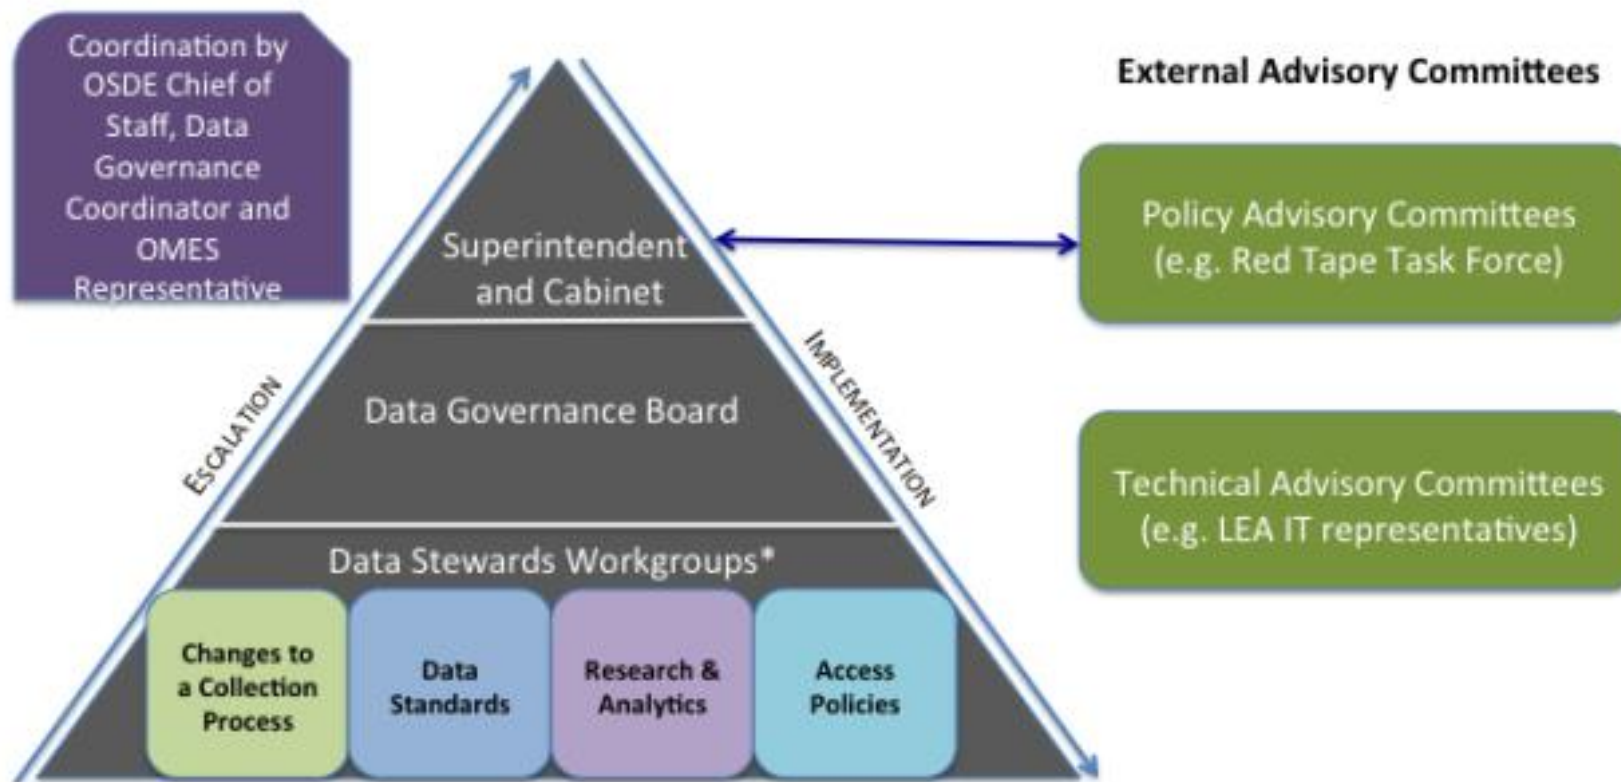 Coordination by
OSDE Chief of
Staff, Data
Governance
Coordinator and
OMES
Representative
External Advisory Committees
Policy Advisory Committees
(e.g. Red Tape Task Force)
Superintendent
and Cabinet
ESCALATION
IMPLEMENTATION
Data Governance Board
Technical Advisory Committees
(e.g. LEA IT representatives)
Data Stewards Workgroups*
Changes to
a Collection
Process
Data
Standards
Research &
Analytics
Access
Policies